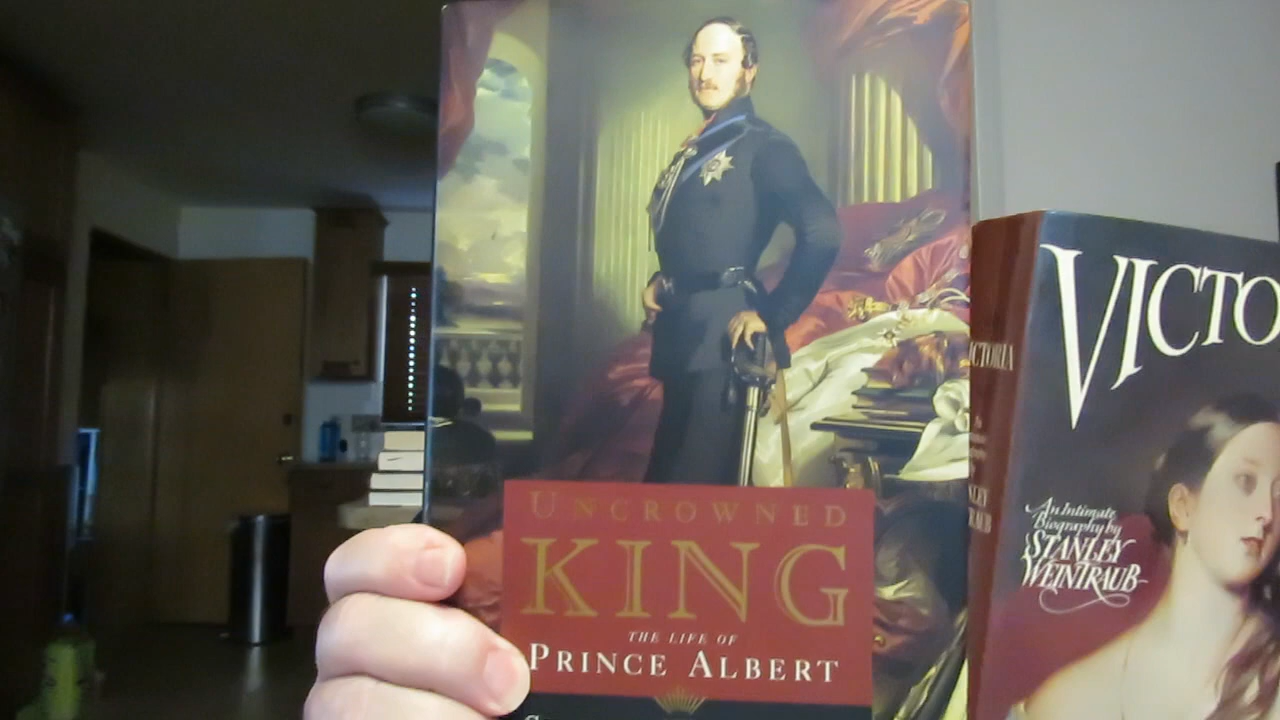 UNCROWNED
KING
THE LIFE OF
PRINCE ALBERT
VICTO
An Intimate
Biography by
STANLEY
WEINTRAUB
VICTORIA